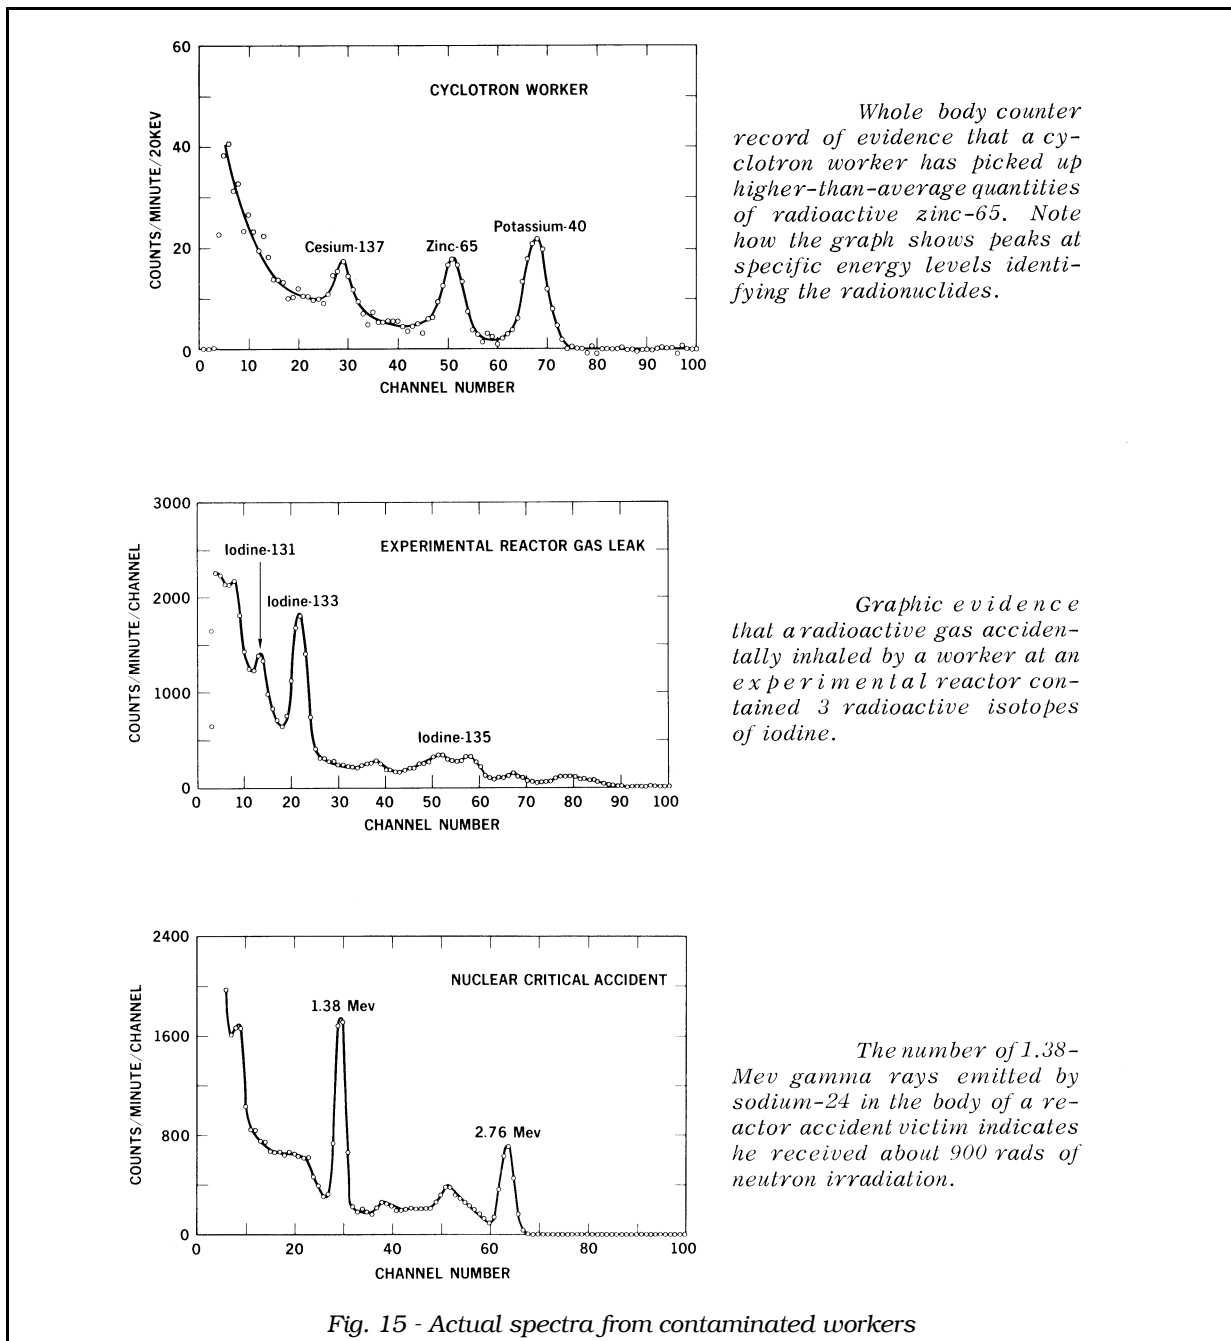 60
40
20
0
COUNTS/MINUTE/20KEV
CYCLOTRON WORKER
Cesium-137
Zinc-65
Potassium-40
0 10 20 30 40 50 60 70 80 90 100
CHANNEL NUMBER
Whole body counter
record of evidence that a cy-
clotron worker has picked up
higher-than-average quantities
of radioactive zinc-65. Note
how the graph shows peaks at
specific energy levels identi-
fying the radionuclides.
3000
2000
1000
0
COUNTS/MINUTE/CHANNEL
EXPERIMENTAL REACTOR GAS LEAK
Iodine-131
Iodine-133
Iodine-135
0 10 20 30 40 50 60 70 80 90 100
CHANNEL NUMBER
Graphic evidence
that a radioactive gas acciden-
tally inhaled by a worker at an
experimental reactor con-
tained 3 radioactive isotopes
of iodine.
2400
1600
800
0
COUNTS/MINUTE/CHANNEL
NUCLEAR CRITICAL ACCIDENT
1.38 Mev
2.76 Mev
0 20 40 60 80 100
CHANNEL NUMBER
The number of 1.38-
Mev gamma rays emitted by
sodium-24 in the body of a re-
actor accident victim indicates
he received about 900 rads of
neutron irradiation.
Fig. 15 - Actual spectra from contaminated workers